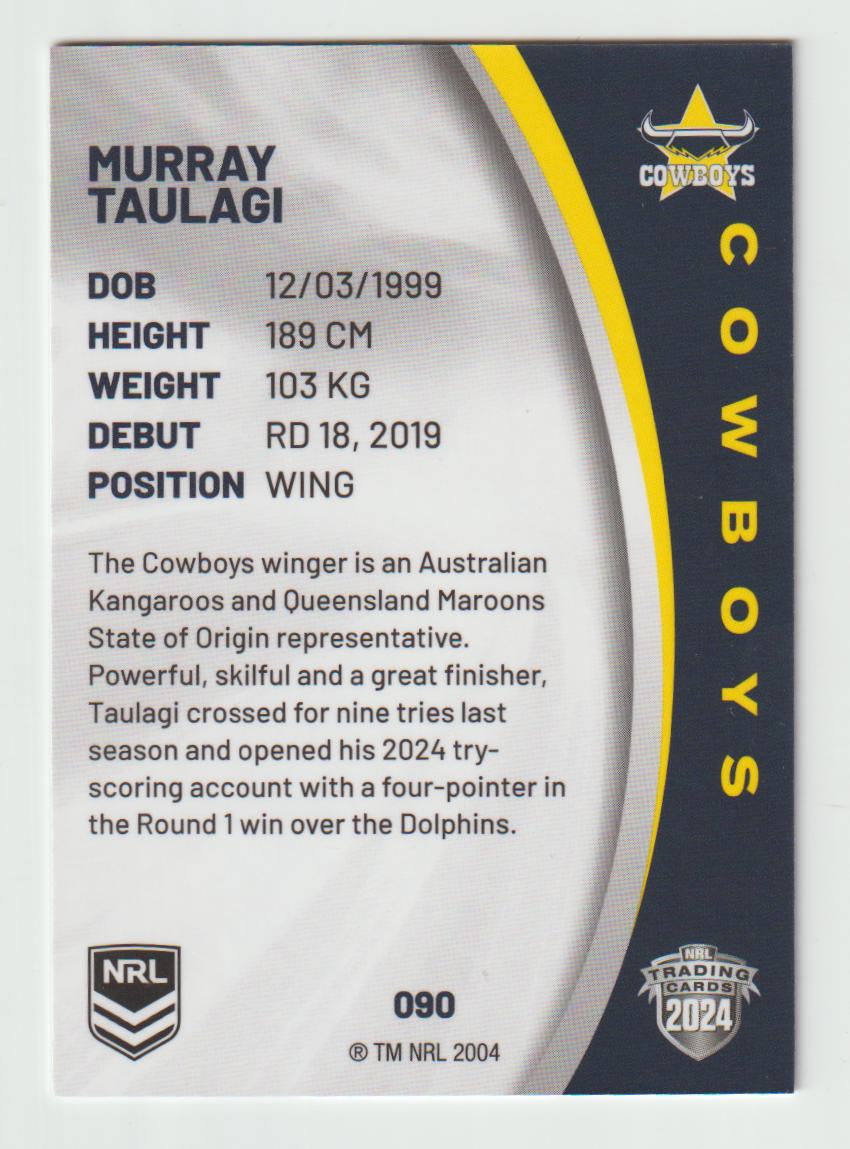 MURRAY
TAULAGI
DOB 12/03/1999
HEIGHT 189 CM
WEIGHT 103 KG
DEBUT RD 18, 2019
POSITION WING
The Cowboys winger is an Australian
Kangaroos and Queensland Maroons
State of Origin representative.
Powerful, skilful and a great finisher,
Taulagi crossed for nine tries last
season and opened his 2024 try-
scoring account with a four-pointer in
the Round 1 win over the Dolphins.
NRL
090
® TM NRL 2004
COWBOYS
COWBOYS
NRL
TRADING
CARDS
2024